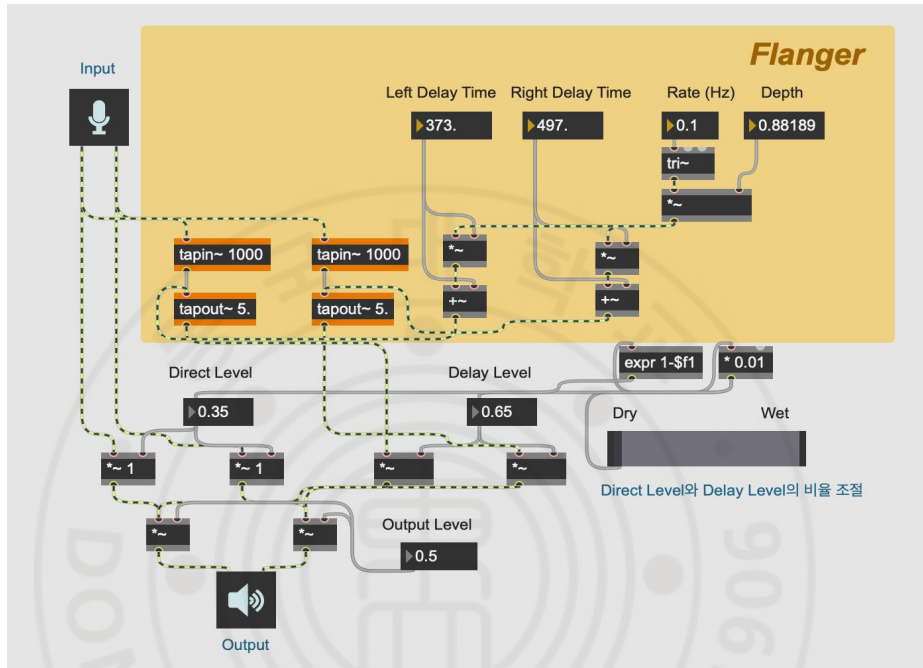 Flanger
Input
Left Delay Time
Right Delay Time
Rate (Hz)
Depth
373.
497.
0.1
0.88189
tri~
*~
tapin~ 1000
tapin~ 1000
*~
*~
tapout~ 5.
tapout~ 5.
+~
+~
expr 1-$f1
* 0.01
Direct Level
Delay Level
0.35
0.65
Dry
Wet
*~ 1
*~ 1
*~
*~
Direct Level와 Delay Level의 비율 조절
*~
*~
Output Level
0.5
Output
1906